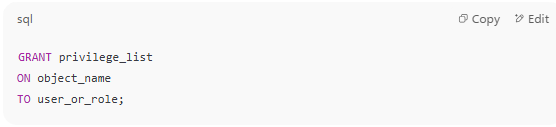 sql Copy Edit
GRANT privilege_list
ON object_name
TO user_or_role;